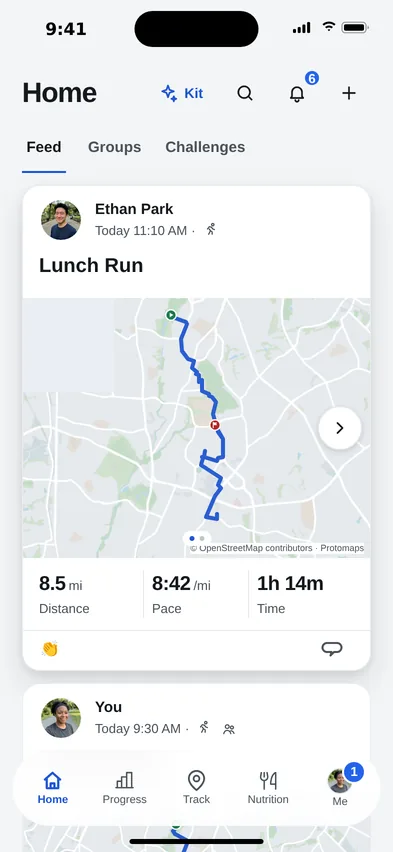 9:41
Home
Kit
6
Feed Groups Challenges
Ethan Park
Today 11:10 AM ·
Lunch Run
© OpenStreetMap contributors · Protomaps
8.5 mi 8:42 /mi 1h 14m
Distance Pace Time
You
Today 9:30 AM ·
1
Home Progress Track Nutrition Me